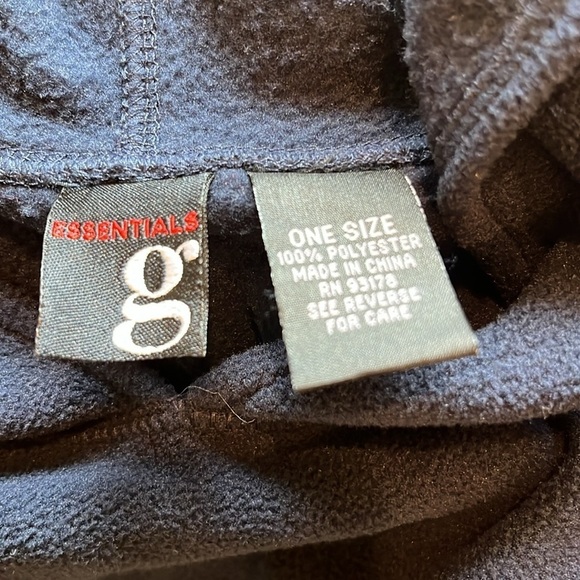 ESSENTIALS
g
ONE SIZE
100% POLYESTER
MADE IN CHINA
RN 93178
SEE REVERSE
FOR CARE